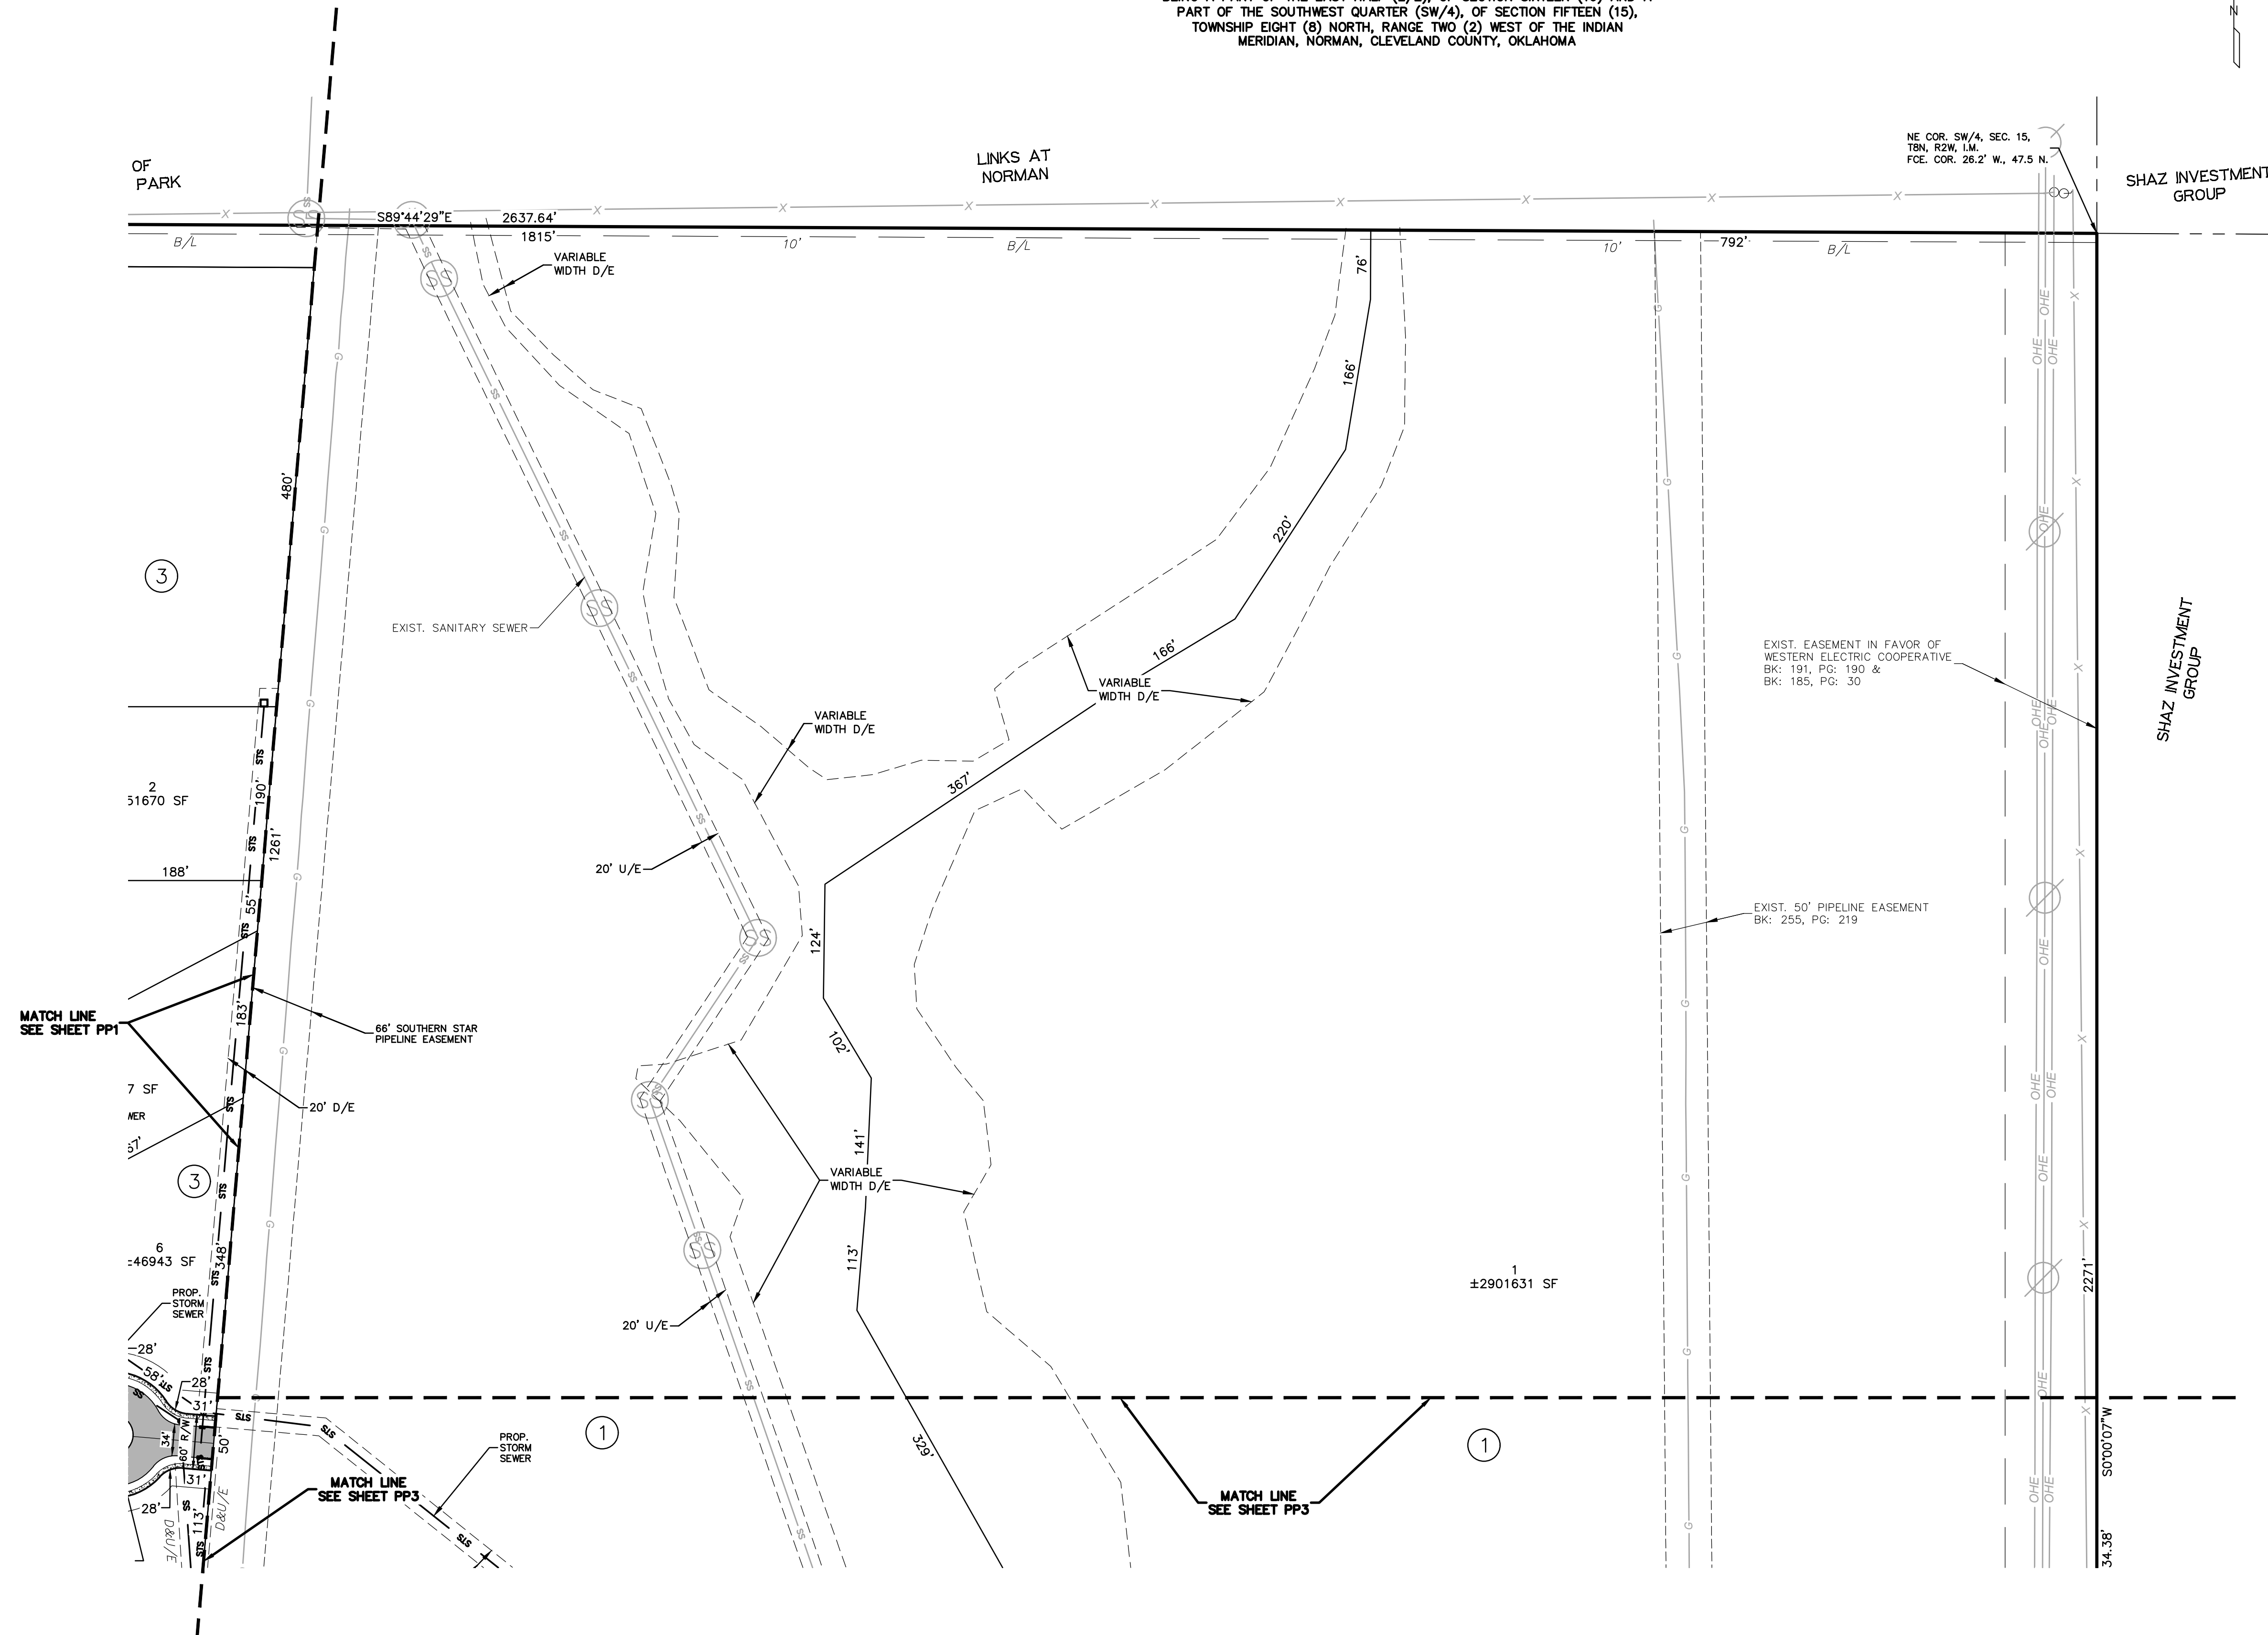 PART OF THE SOUTHWEST QUARTER (SW/4), OF SECTION FIFTEEN (15),
TOWNSHIP EIGHT (8) NORTH, RANGE TWO (2) WEST OF THE INDIAN
MERIDIAN, NORMAN, CLEVELAND COUNTY, OKLAHOMA
N
OF
PARK
LINKS AT
NORMAN
NE COR. SW/4, SEC. 15,
T8N, R2W, I.M.
FCE. COR. 26.2' W., 47.5 N.
SHAZ INVESTMENT
GROUP
S89°44'29"E
2637.64'
1815'
B/L
10'
B/L
10'
792'
B/L
VARIABLE
WIDTH D/E
76'
166'
480'
220'
3
EXIST. SANITARY SEWER
166'
VARIABLE
WIDTH D/E
EXIST. EASEMENT IN FAVOR OF
WESTERN ELECTRIC COOPERATIVE
BK: 191, PG: 190 &
BK: 185, PG: 30
SHAZ INVESTMENT
GROUP
VARIABLE
WIDTH D/E
367'
2
51670 SF
190'
1261'
188'
20' U/E
55'
124'
EXIST. 50' PIPELINE EASEMENT
BK: 255, PG: 219
MATCH LINE
SEE SHEET PP1
183'
66' SOUTHERN STAR
PIPELINE EASEMENT
102'
7 SF
20' D/E
141'
3
VARIABLE
WIDTH D/E
348'
6
±46943 SF
113'
1
±2901631 SF
2271'
PROP.
STORM
SEWER
20' U/E
28'
58'
28'
31'
34'
60' R/W
50'
31'
28'
113'
D&U/E
D&U/E
1
PROP.
STORM
SEWER
329'
1
MATCH LINE
SEE SHEET PP3
MATCH LINE
SEE SHEET PP3
S0°00'07"W
34.38'